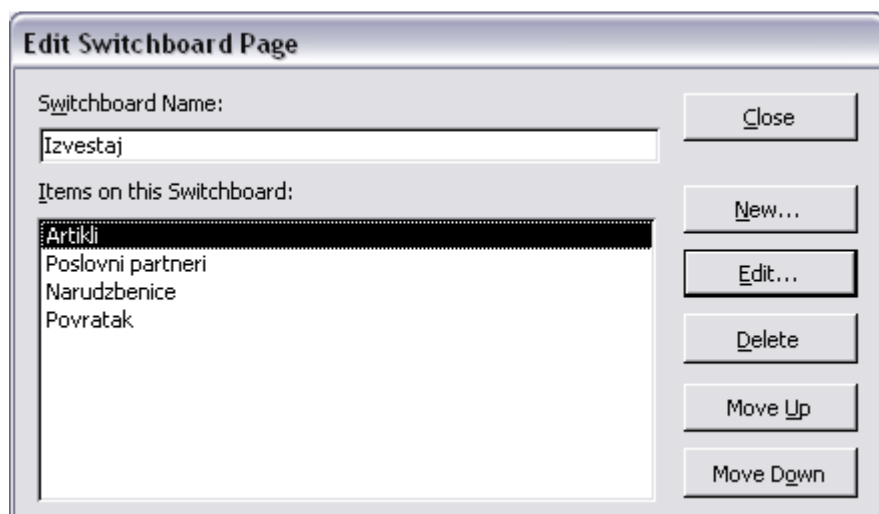 Edit Switchboard Page
Switchboard Name:
Close
Izvestaj
Items on this Switchboard:
New...
Artikli
Poslovni partneri
Edit...
Narudzbenice
Povratak
Delete
Move Up
Move Down